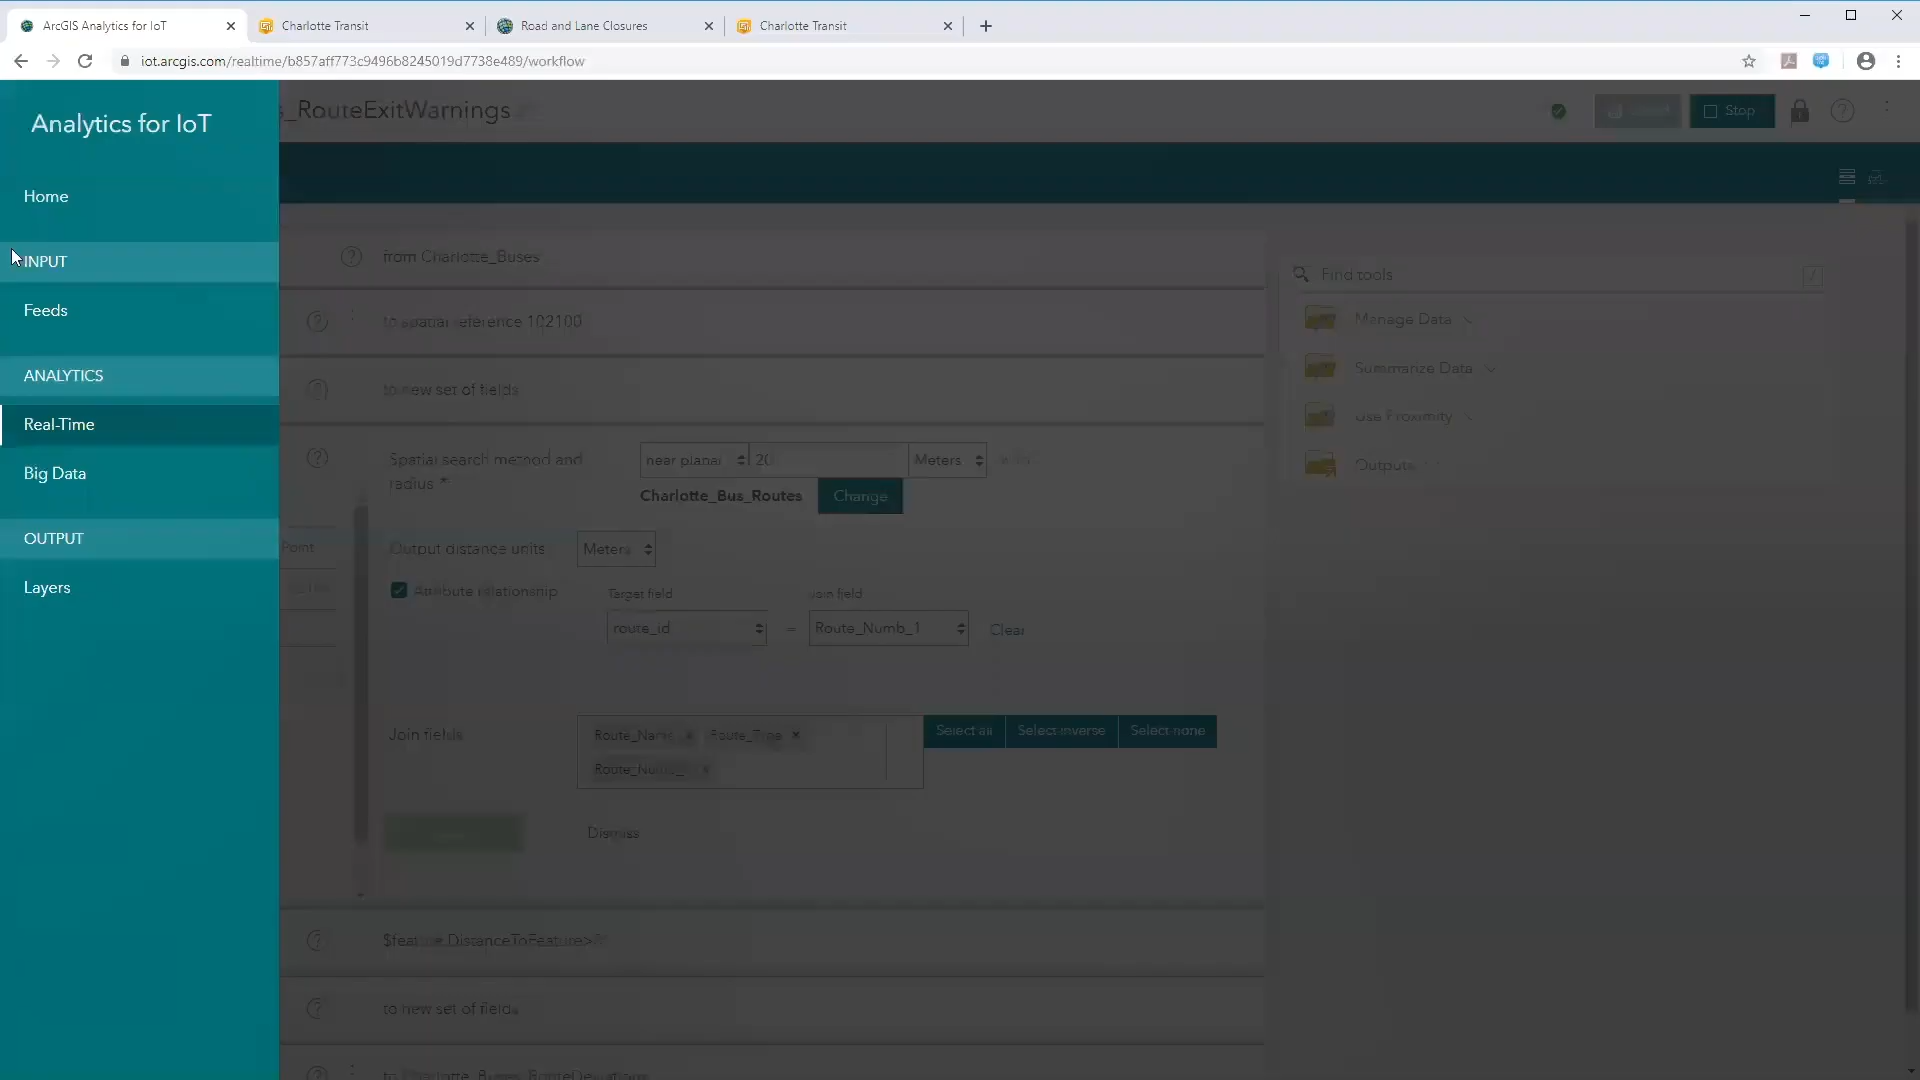 ArcGIS Analytics for IoT
Charlotte Transit
Road and Lane Closures
Charlotte Transit
iot.arcgis.com/realtime/b857aff773c9496b8245019d7738e489/workflow
Analytics for IoT
_RouteExitWarnings
Stop
Home
INPUT
Feeds
ANALYTICS
Real-Time
Big Data
OUTPUT
Layers
from Charlotte_Buses
to spatial reference 102100
to new set of fields
Spatial search method and
radius *
near planar
20
Meters
Charlotte_Bus_Routes
Change
Point
Output distance units
Meters
Attribute relationship
Target field
Join field
route_id
=
Route_Numb_1
Clear
Join fields
Route_Name ×
Route_Type ×
Select all
Select inverse
Select none
Dismiss
to new set of fields
to Charlotte_Buses_RouteDeviations
Find tools
/
Manage Data
Summarize Data
Use Proximity
Outputs